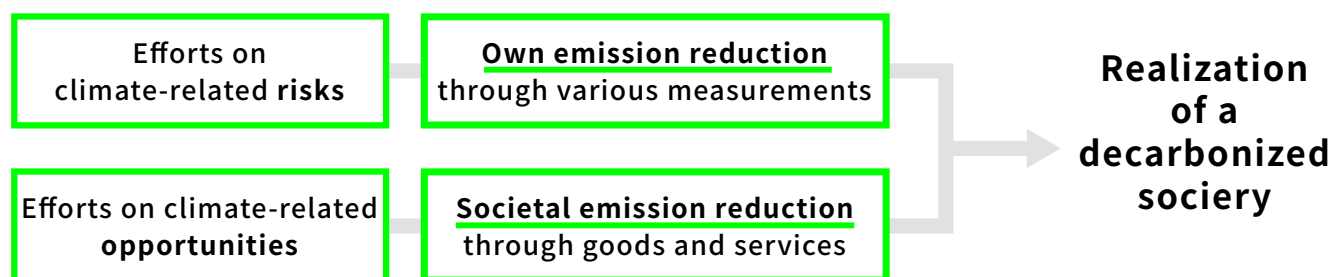 Efforts on
climate-related risks
Own emission reduction
through various measurements
Efforts on climate-related
opportunities
Societal emission reduction
through goods and services
Realization
of a
decarbonized
sociery